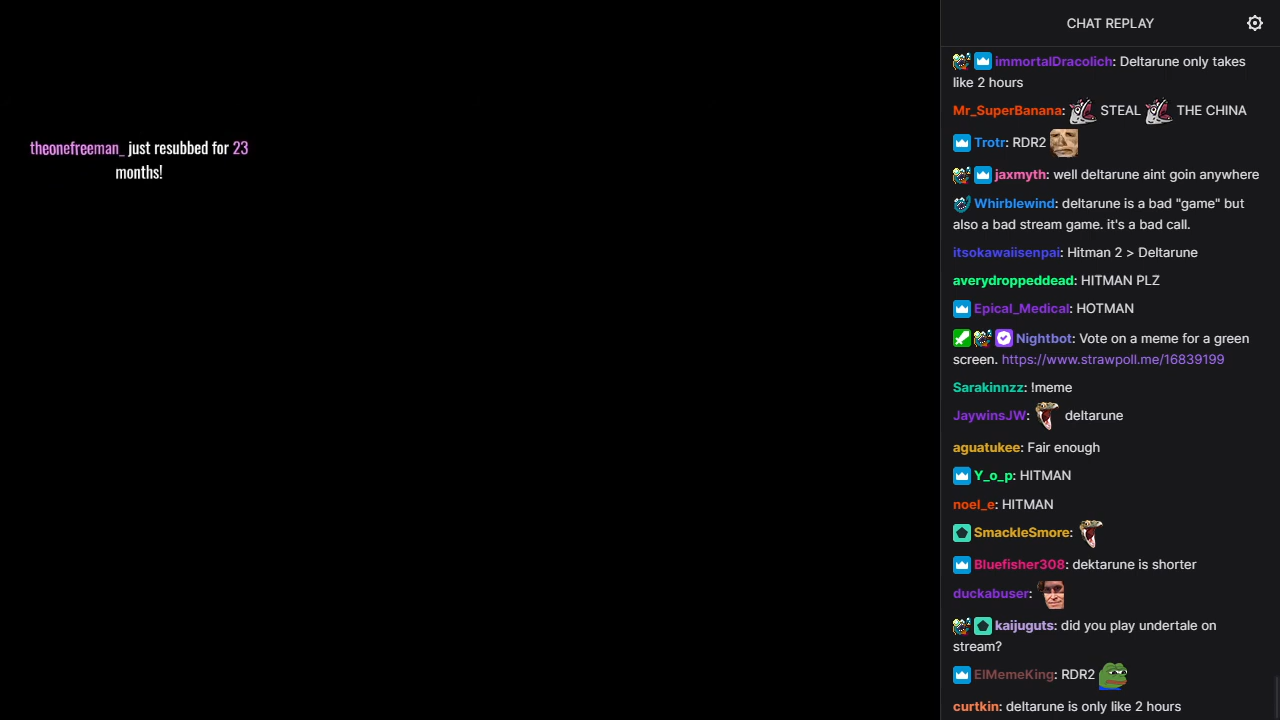 CHAT REPLAY
immortalDracolich: Deltarune only takes
like 2 hours
Mr_SuperBanana: STEAL THE CHINA
theonefreeman_ just resubbed for 23
months!
Trotr: RDR2
jaxmyth: well deltarune aint goin anywhere
Whirblewind: deltarune is a bad "game" but
also a bad stream game. it's a bad call.
itsokawaiisenpai: Hitman 2 > Deltarune
averydroppeddead: HITMAN PLZ
Epical_Medical: HOTMAN
Nightbot: Vote on a meme for a green
screen. https://www.strawpoll.me/16839199
Sarakinnzz: !meme
JaywinsJW: deltarune
aguatukee: Fair enough
Y_o_p: HITMAN
noel_e: HITMAN
SmackleSmore:
Bluefisher308: dektarune is shorter
duckabuser:
kaijuguts: did you play undertale on
stream?
ElMemeKing: RDR2
curtkin: deltarune is only like 2 hours